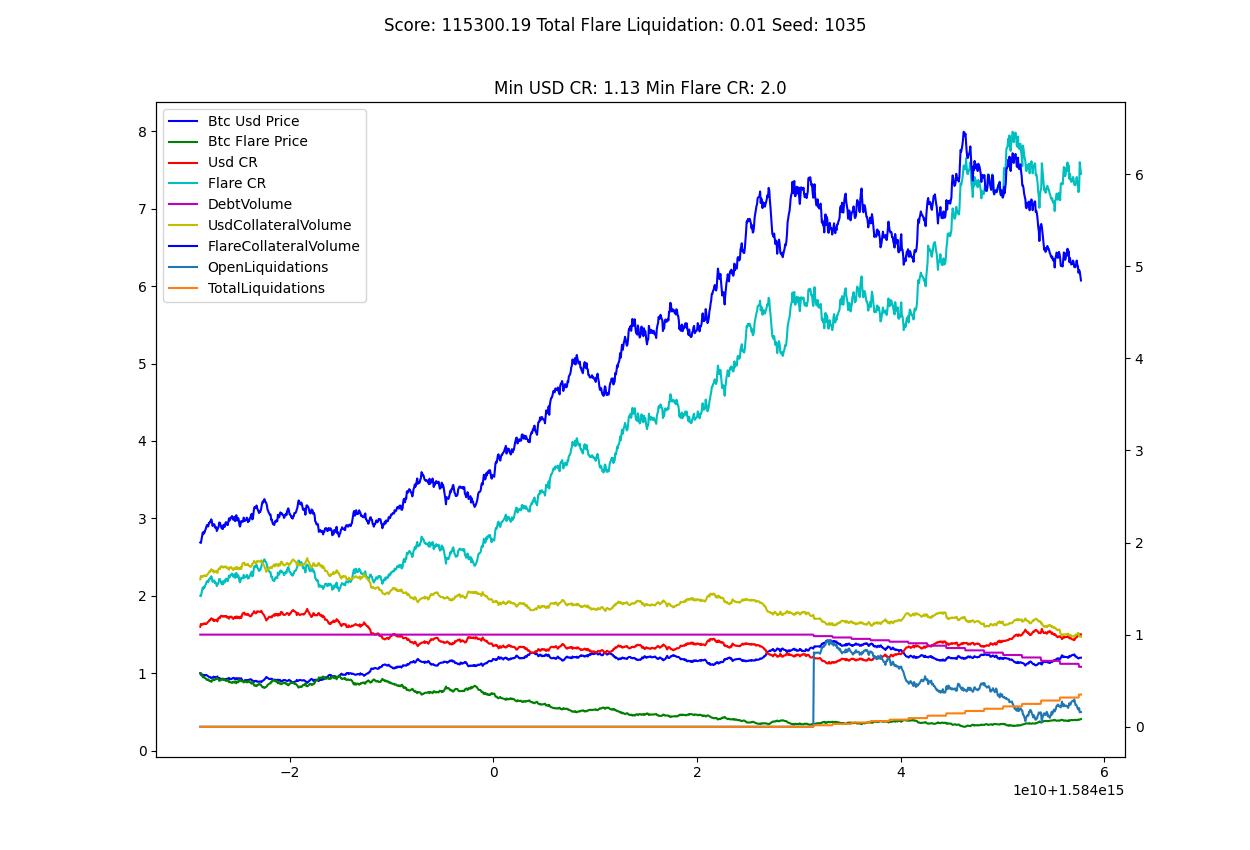 Score: 115300.19 Total Flare Liquidation: 0.01 Seed: 1035
Min USD CR: 1.13 Min Flare CR: 2.0
Btc Usd Price
Btc Flare Price
Usd CR
Flare CR
DebtVolume
UsdCollateralVolume
FlareCollateralVolume
OpenLiquidations
TotalLiquidations
8
7
6
5
4
3
2
1
0
6
5
4
3
2
1
0
−2
0
2
4
6
1e10+1.584e15